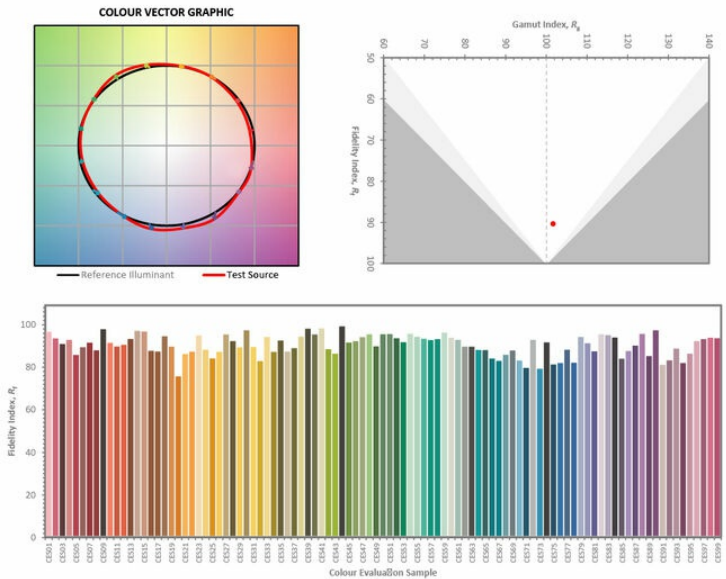 COLOUR VECTOR GRAPHIC
Reference Illuminant
Test Source
Gamut Index, Rg
60 70 80 90 100 110 120 130 140
Fidelity Index, Rf
50
60
70
80
90
100
Fidelity Index, Rf
100
80
60
40
20
0
CES01 CES03 CES05 CES07 CES09 CES11 CES13 CES15 CES17 CES19 CES21 CES23 CES25 CES27 CES29 CES31 CES33 CES35 CES37 CES39 CES41 CES43 CES45 CES47 CES49 CES51 CES53 CES55 CES57 CES59 CES61 CES63 CES65 CES67 CES69 CES71 CES73 CES75 CES77 CES79 CES81 CES83 CES85 CES87 CES89 CES91 CES93 CES95 CES97 CES99
Colour Evaluation Sample